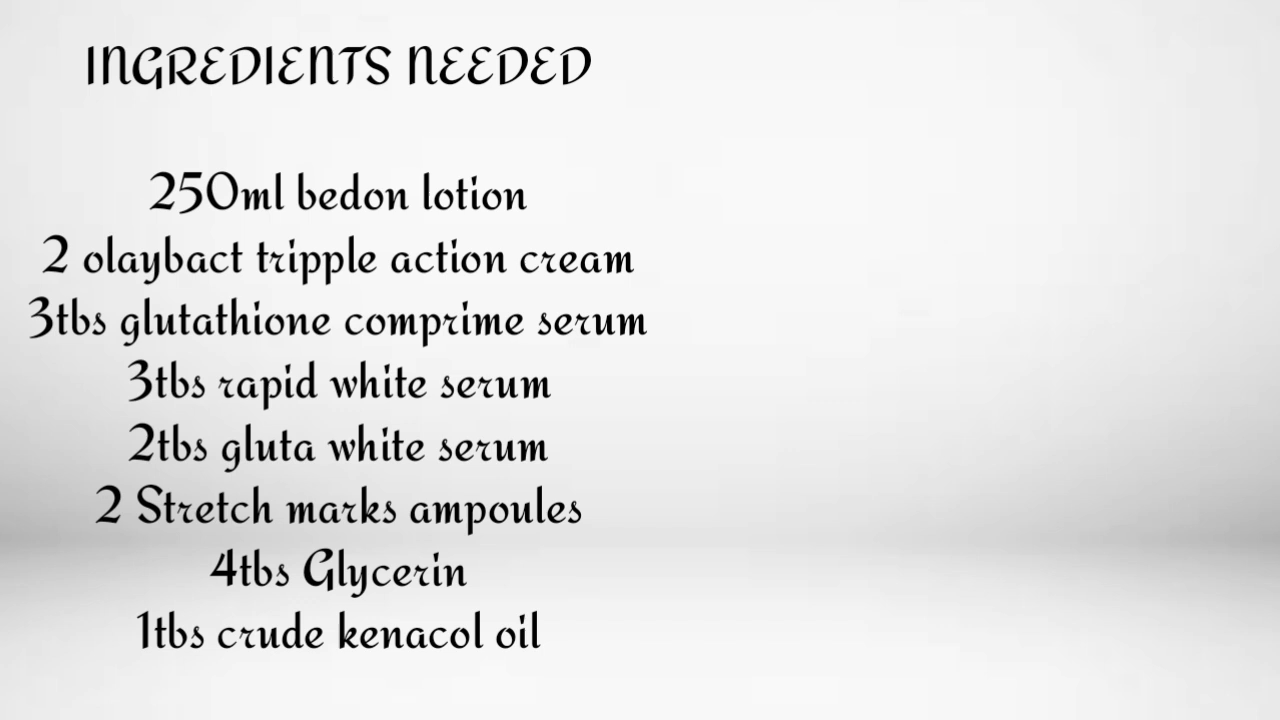 INGREDIENTS NEEDED
250ml bedon lotion
2 olaybact tripple action cream
3tbs glutathione comprime serum
3tbs rapid white serum
2tbs gluta white serum
2 Stretch marks ampoules
4tbs Glycerin
1tbs crude kenacol oil